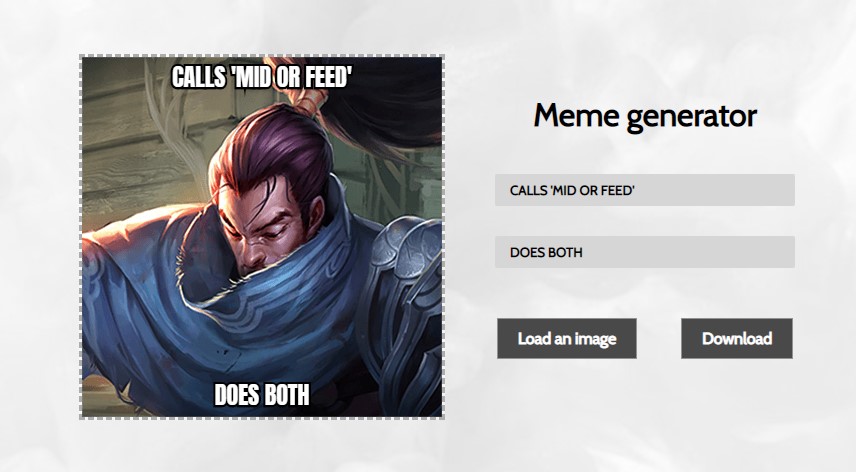 CALLS 'MID OR FEED'
DOES BOTH
Meme generator
CALLS 'MID OR FEED'
DOES BOTH
Load an image
Download